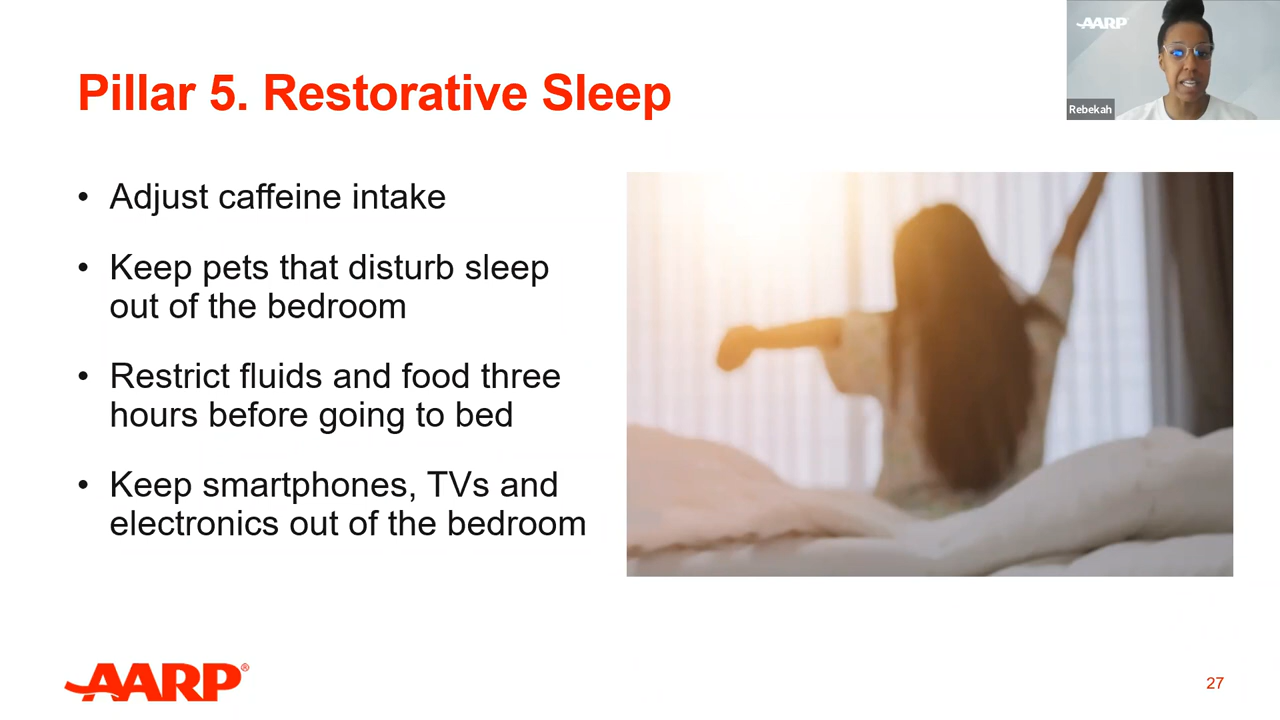 AARP
Rebekah
Pillar 5. Restorative Sleep
• Adjust caffeine intake
• Keep pets that disturb sleep
out of the bedroom
• Restrict fluids and food three
hours before going to bed
• Keep smartphones, TVs and
electronics out of the bedroom
AARP®
27